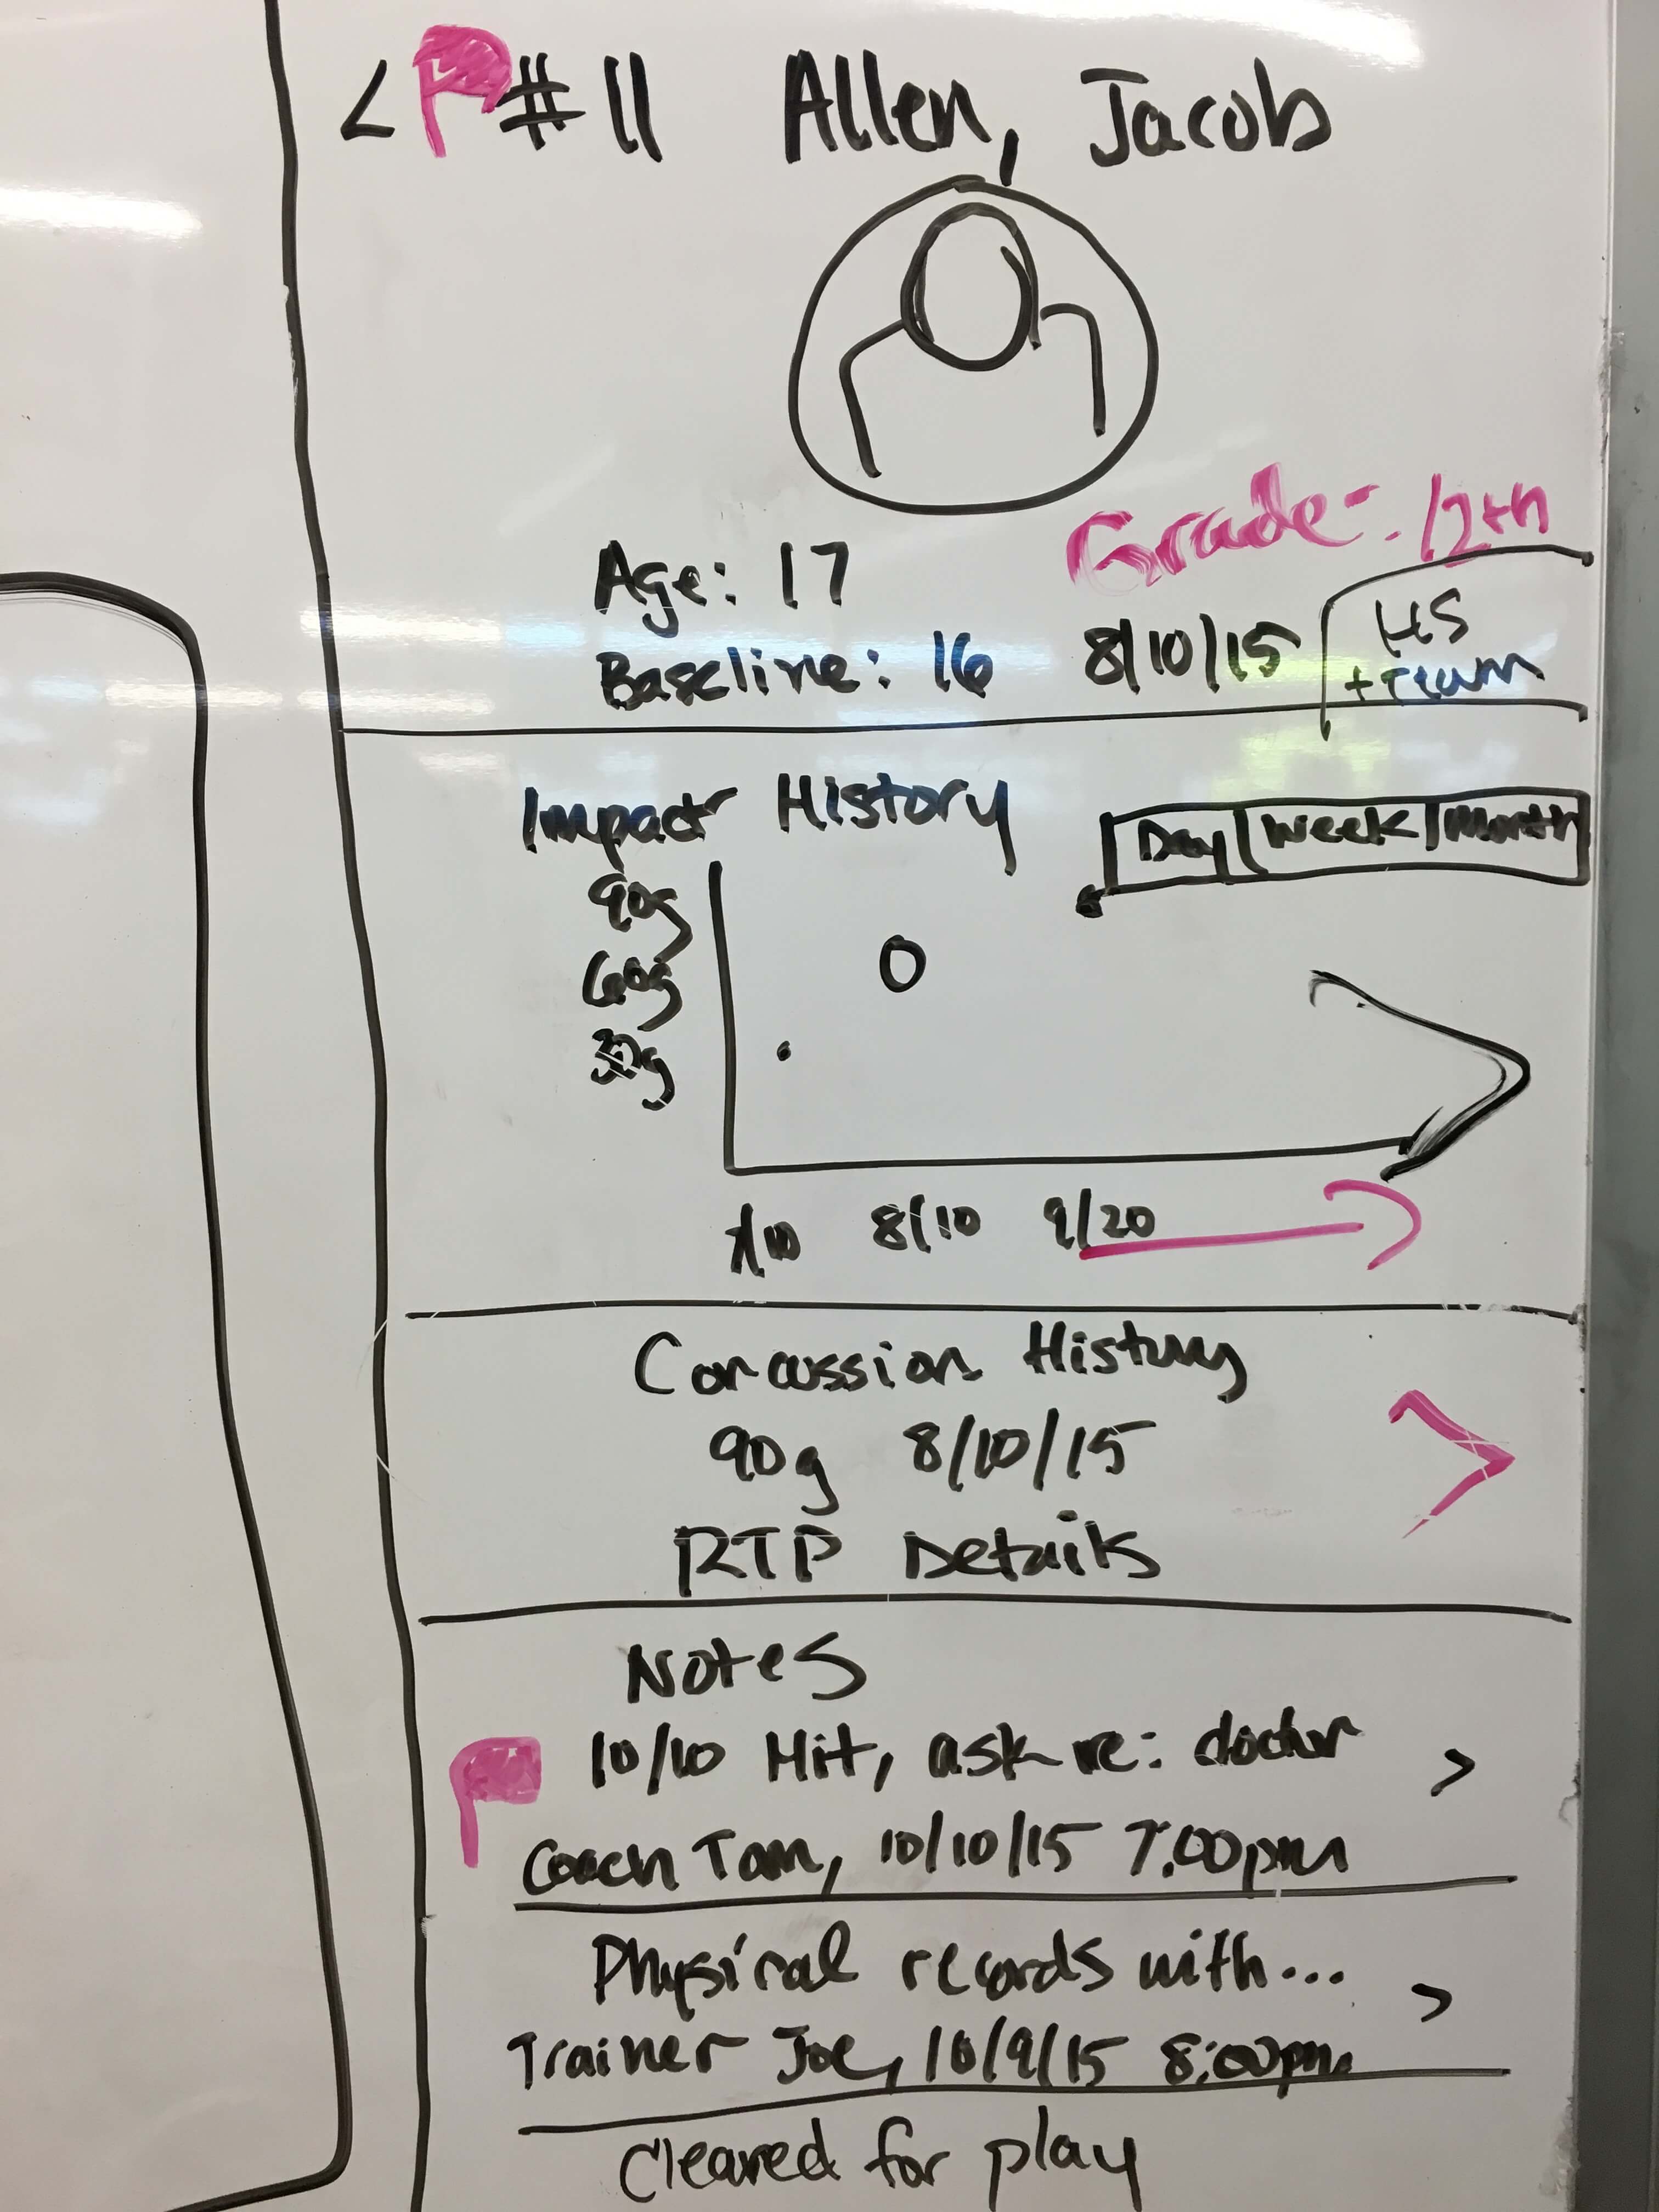 < #11 Allen, Jacob
Grade: 12th
Age: 17
Baseline: 16 8/10/15
HS
+ team
Impact History
Day Week Month
90g
60g
30g
8/10 9/20
Concussion History
90g 8/10/15 >
RTP Details
Notes
10/10 Hit, ask re: doctor >
Coach Tom, 10/10/15 7:00pm
Physical records with... >
Trainer Joe, 10/9/15 8:00pm
Cleared for play